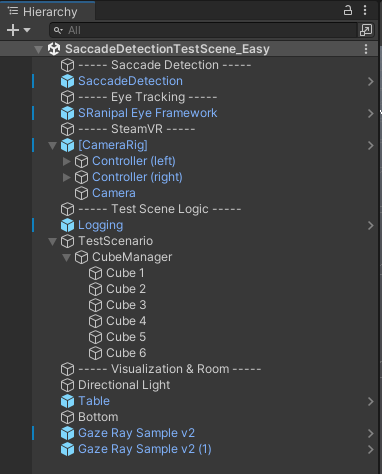 Hierarchy
All
SaccadeDetectionTestScene_Easy
----- Saccade Detection -----
SaccadeDetection
----- Eye Tracking -----
SRanipal Eye Framework
----- SteamVR -----
[CameraRig]
Controller (left)
Controller (right)
Camera
----- Test Scene Logic -----
Logging
TestScenario
CubeManager
Cube 1
Cube 2
Cube 3
Cube 4
Cube 5
Cube 6
----- Visualization & Room -----
Directional Light
Table
Bottom
Gaze Ray Sample v2
Gaze Ray Sample v2 (1)